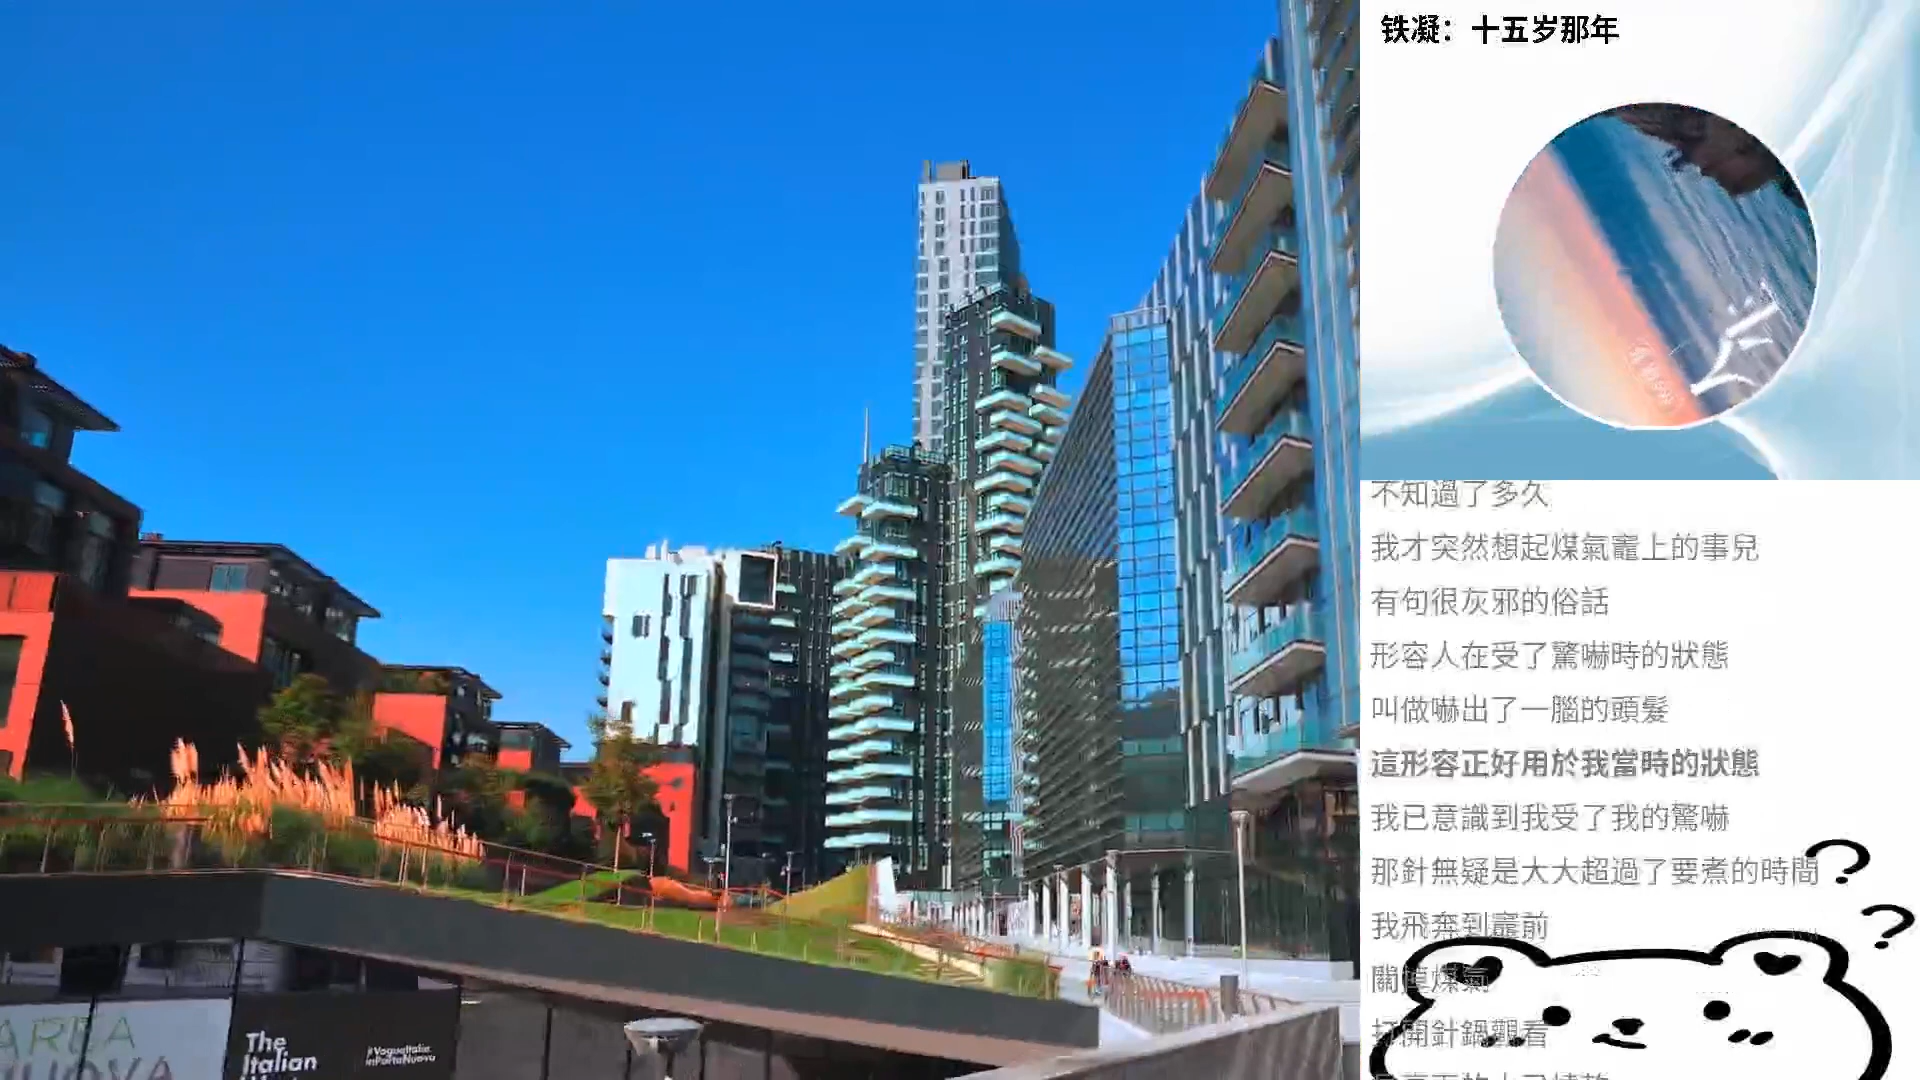 铁凝：十五岁那年
不知過了多久
我才突然想起煤氣竈上的事兒
有句很灰邪的俗話
形容人在受了驚嚇時的狀態
叫做嚇出了一腦的頭髮
這形容正好用於我當時的狀態
我已意識到我受了我的驚嚇
那針無疑是大大超過了要煮的時間
我飛奔到竈前
關掉煤氣
打開針鍋觀看
AREA
NUOVA
The
Italian
#VogueItalia
inPortaNuova